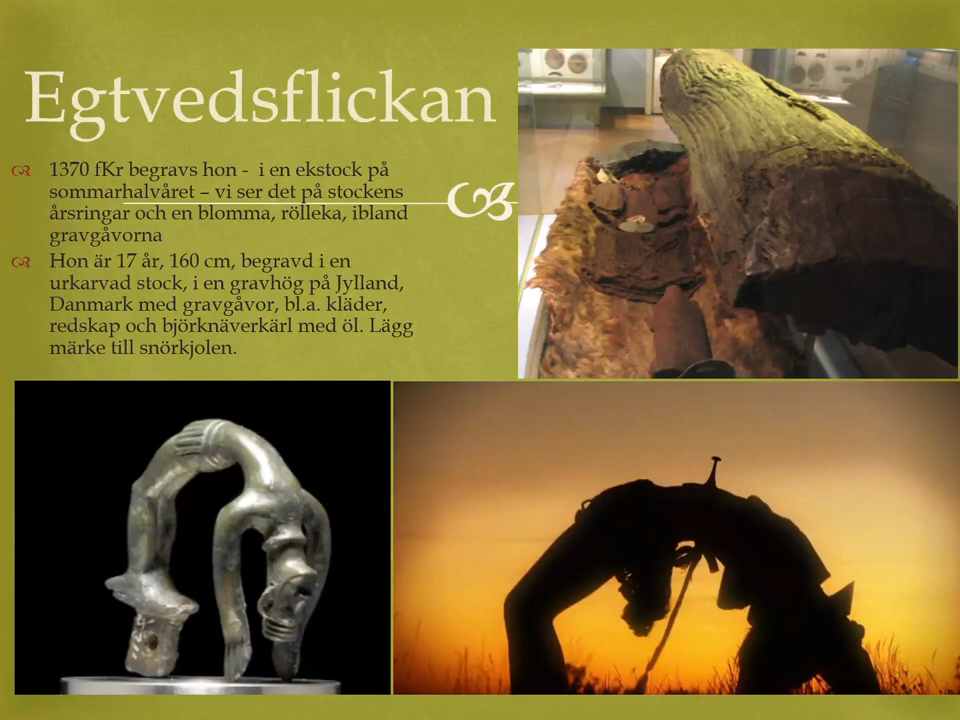 Egtvedsflickan
1370 fKr begravs hon - i en ekstock på
sommarhalvåret – vi ser det på stockens
årsringar och en blomma, rölleka, ibland
gravgåvorna
Hon är 17 år, 160 cm, begravd i en
urkarvad stock, i en gravhög på Jylland,
Danmark med gravgåvor, bl.a. kläder,
redskap och björknäverkärl med öl. Lägg
märke till snörkjolen.